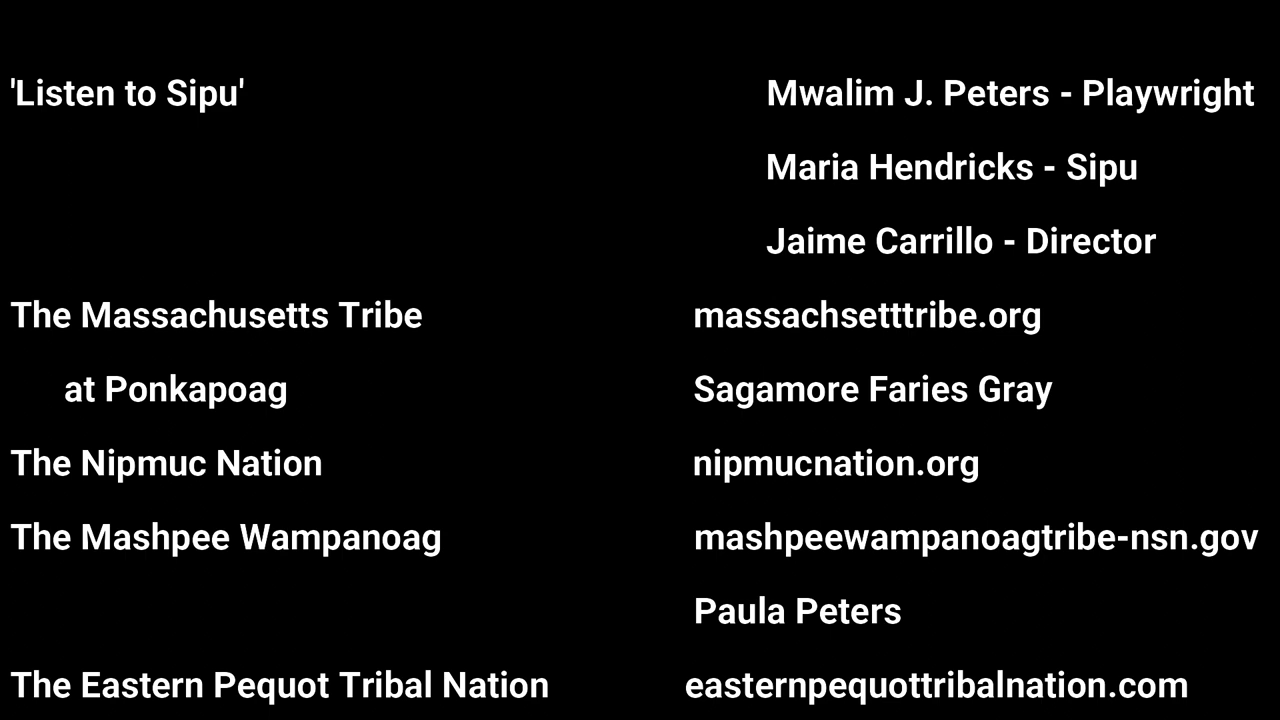 'Listen to Sipu' Mwalim J. Peters - Playwright
Maria Hendricks - Sipu
Jaime Carrillo - Director
The Massachusetts Tribe massachsetttribe.org
at Ponkapoag Sagamore Faries Gray
The Nipmuc Nation nipmucnation.org
The Mashpee Wampanoag mashpeewampanoagtribe-nsn.gov
Paula Peters
The Eastern Pequot Tribal Nation easternpequottribalnation.com